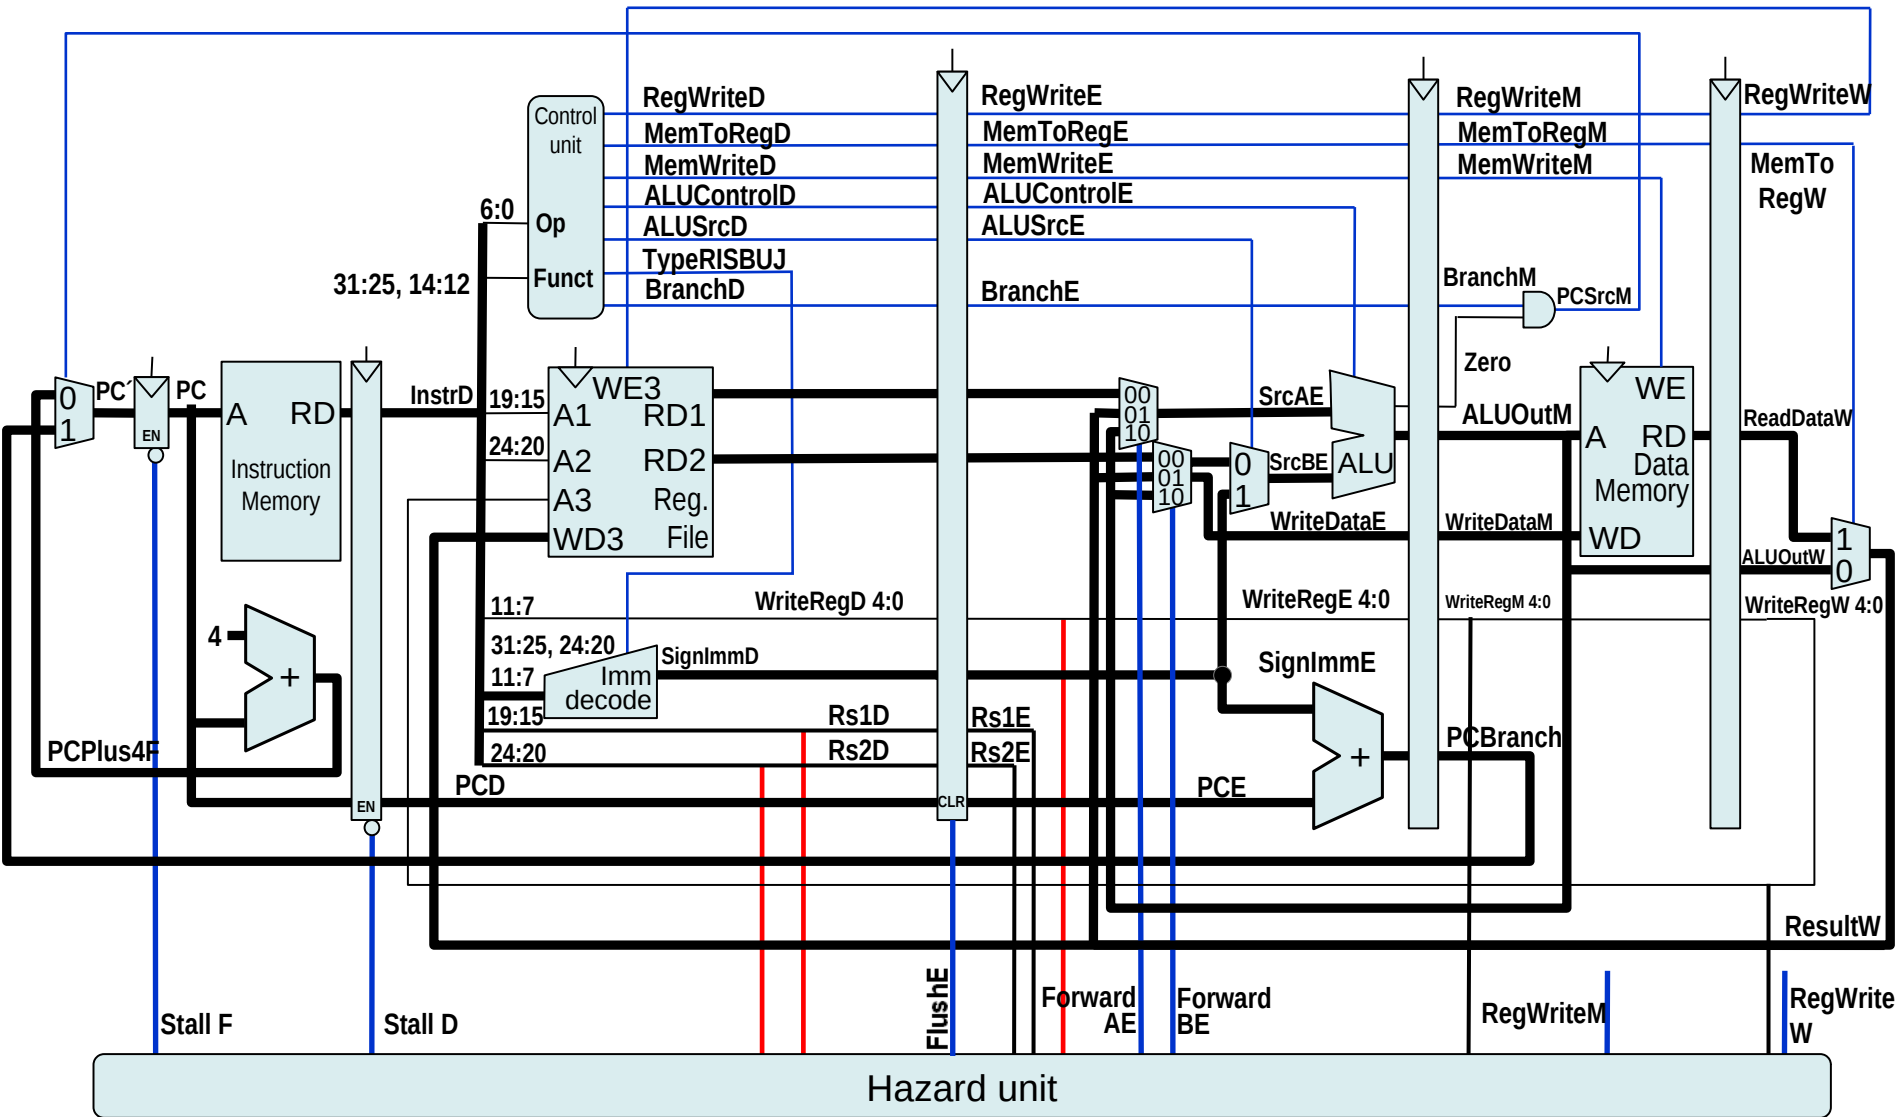 RegWriteD
RegWriteE
RegWriteM
RegWriteW
Control
unit
MemToRegD
MemToRegE
MemToRegM
MemWriteD
MemWriteE
MemWriteM
MemTo
RegW
ALUControlD
ALUControlE
6:0
Op
ALUSrcD
ALUSrcE
TypeRISBUJ
31:25, 14:12
Funct
BranchD
BranchE
BranchM
PCSrcM
Zero
0
1
PC´
EN
PC
A
RD
Instruction
Memory
InstrD
19:15
24:20
WE3
A1
RD1
A2
RD2
A3
Reg.
WD3
File
00
01
10
00
01
10
SrcAE
0
1
SrcBE
ALU
ALUOutM
WE
A
RD
Data
Memory
WD
ReadDataW
WriteDataE
WriteDataM
ALUOutW
1
0
11:7
WriteRegD 4:0
WriteRegE 4:0
WriteRegM 4:0
WriteRegW 4:0
4
+
31:25, 24:20
11:7
Imm
decode
SignImmD
SignImmE
19:15
Rs1D
Rs1E
24:20
Rs2D
Rs2E
PCPlus4F
+
PCBranch
PCD
PCE
EN
CLR
ResultW
Stall F
Stall D
FlushE
Forward
AE
Forward
BE
RegWriteM
RegWrite
W
Hazard unit